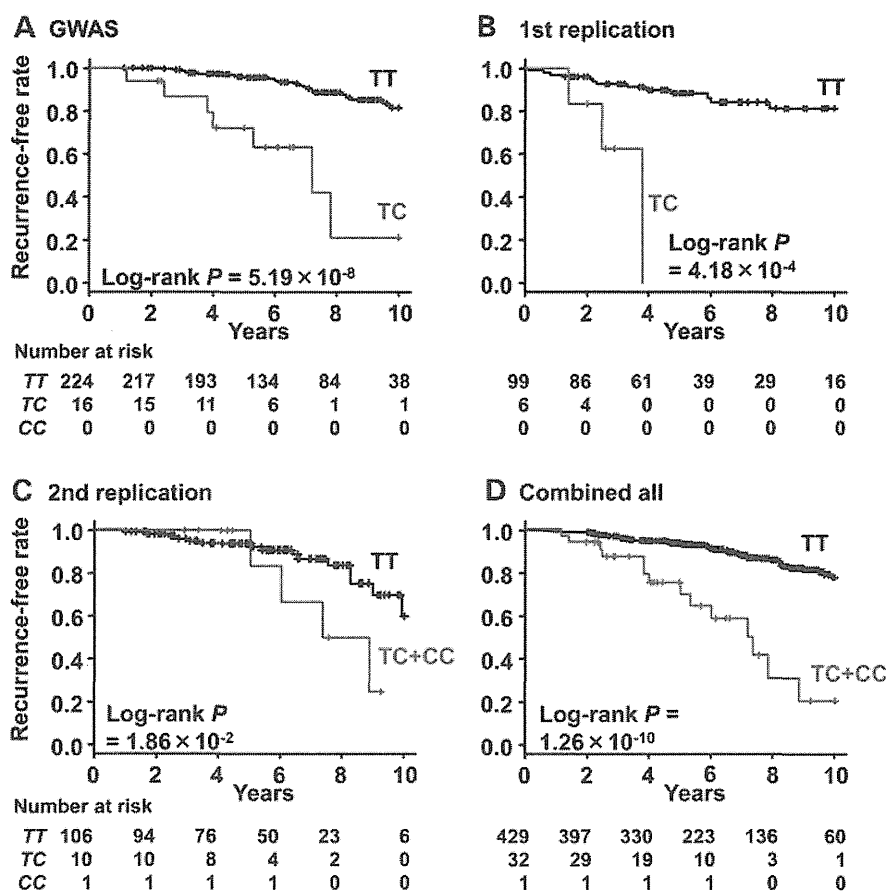 A GWAS
Recurrence-free rate
1.0
0.8
0.6
0.4
0.2
0.0
TT
TC
Log-rank P = 5.19 × 10-8
0 2 4 6 8 10
Years
Number at risk
TT 224 217 193 134 84 38
TC 16 15 11 6 1 1
CC 0 0 0 0 0 0
B 1st replication
1.0
0.8
0.6
0.4
0.2
0.0
TT
TC
Log-rank P
= 4.18 × 10-4
0 2 4 6 8 10
Years
99 86 61 39 29 16
6 4 0 0 0 0
0 0 0 0 0 0
C 2nd replication
Recurrence-free rate
1.0
0.8
0.6
0.4
0.2
0.0
TT
TC+CC
Log-rank P
= 1.86 × 10-2
0 2 4 6 8 10
Years
Number at risk
TT 106 94 76 50 23 6
TC 10 10 8 4 2 0
CC 1 1 1 1 0 0
D Combined all
1.0
0.8
0.6
0.4
0.2
0.0
TT
TC+CC
Log-rank P =
1.26 × 10-10
0 2 4 6 8 10
Years
429 397 330 223 136 60
32 29 19 10 3 1
1 1 1 1 0 0